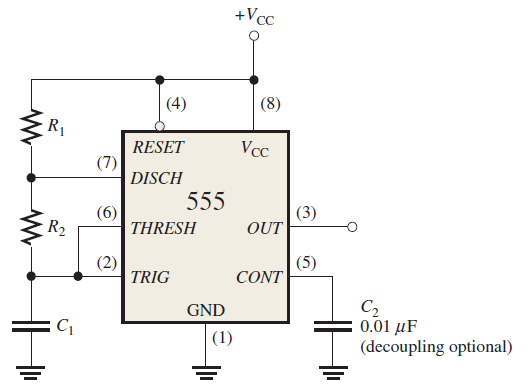 +VCC
(4)
(8)
R1
RESET
VCC
(7)
DISCH
555
(6)
(3)
R2
THRESH
OUT
(2)
(5)
TRIG
CONT
GND
C2
C1
0.01 μF
(1)
(decoupling optional)